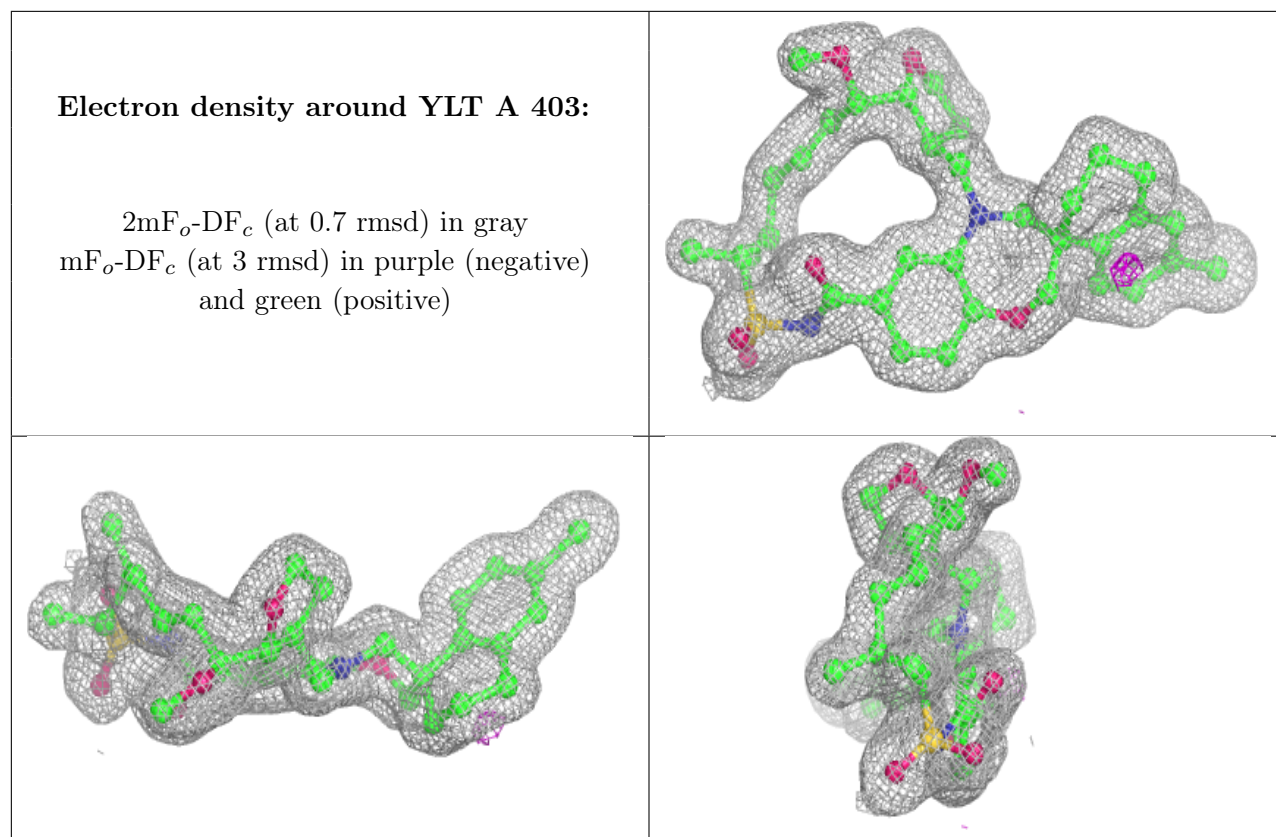 Electron density around YLT A 403:
2mFₒ-DF𝒸 (at 0.7 rmsd) in gray
mFₒ-DF𝒸 (at 3 rmsd) in purple (negative)
and green (positive)